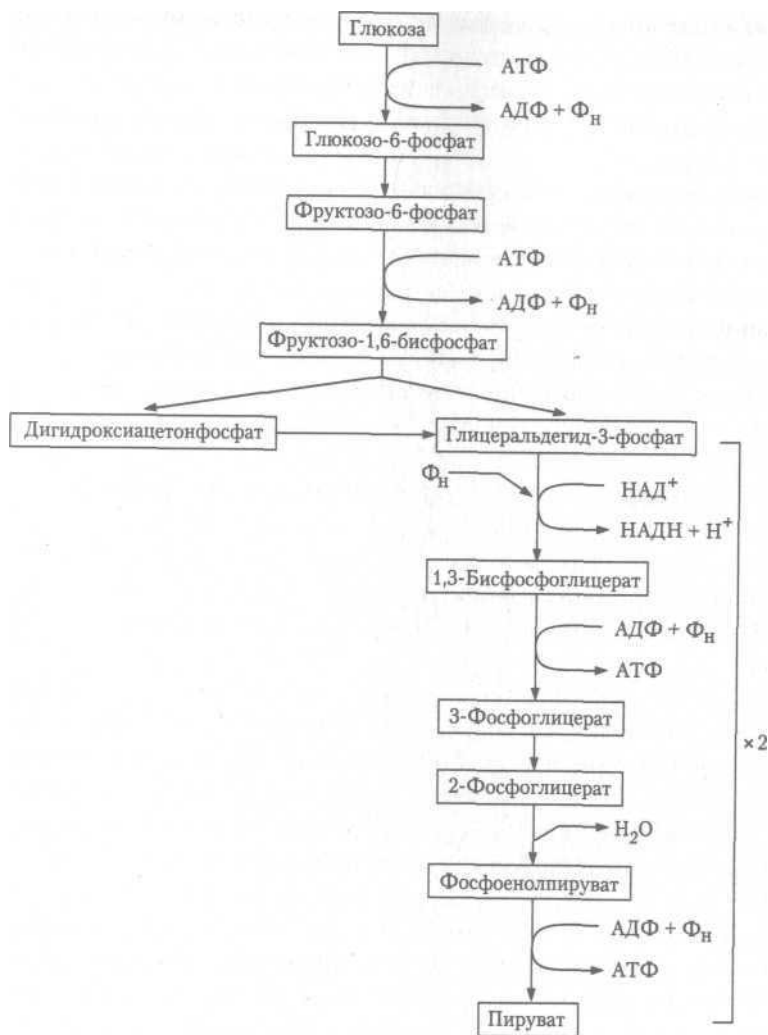 Глюкоза
АТФ
АДФ + Фн
Глюкозо-6-фосфат
Фруктозо-6-фосфат
АТФ
АДФ + Фн
Фруктозо-1,6-бисфосфат
Дигидроксиацетонфосфат
Глицеральдегид-3-фосфат
Фн
НАД⁺
НАДН + Н⁺
1,3-Бисфосфоглицерат
АДФ + Фн
АТФ
3-Фосфоглицерат
× 2
2-Фосфоглицерат
Н₂О
Фосфоенолпируват
АДФ + Фн
АТФ
Пируват